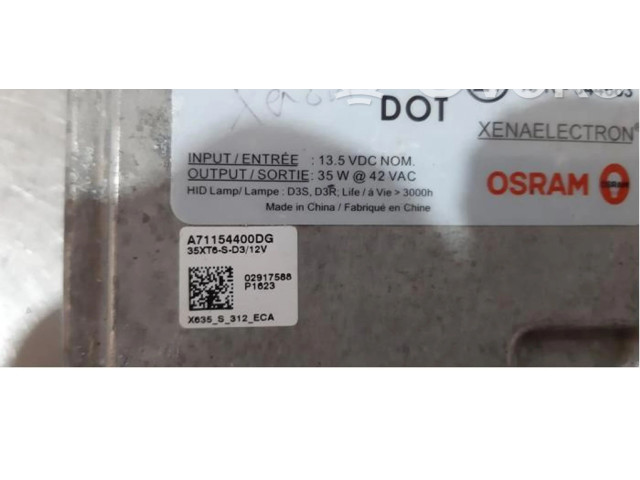 DOT
XENAELECTRON®
INPUT / ENTRÉE : 13.5 VDC NOM.
OUTPUT / SORTIE : 35 W @ 42 VAC
HID Lamp / Lampe : D3S, D3R; Life / à Vie > 3000h
Made in China / Fabriqué en Chine
OSRAM
A71154400DG
35XT6-S-D3/12V
02917588
P1623
X635_S_312_ECA